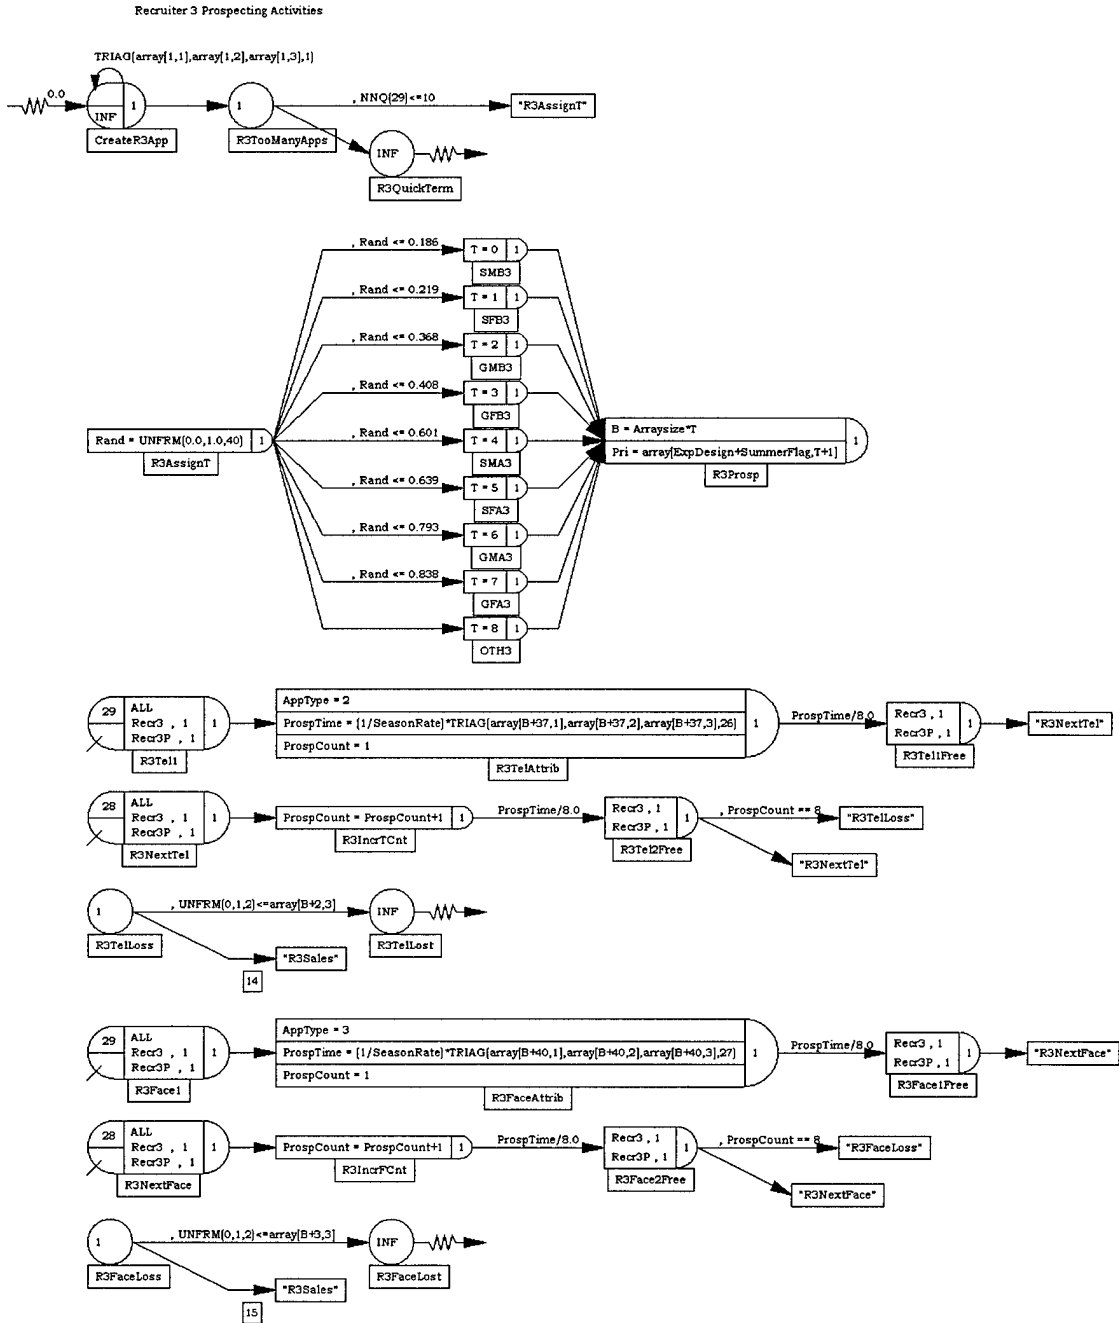 Recruiter 3 Prospecting Activities
TRIAG(array[1,1],array[1,2],array[1,3],1)
0.0
INF
1
CreateR3App
1
R3TooManyApps
, NNQ(29)<=10
"R3AssignT"
INF
R3QuickTerm
Rand = UNFRM(0.0,1.0,40)
1
R3AssignT
, Rand <= 0.186
T = 0
1
SMB3
, Rand <= 0.219
T = 1
1
SFB3
, Rand <= 0.368
T = 2
1
GMB3
, Rand <= 0.408
T = 3
1
GFB3
, Rand <= 0.601
T = 4
1
SMA3
, Rand <= 0.639
T = 5
1
SFA3
, Rand <= 0.793
T = 6
1
GMA3
, Rand <= 0.838
T = 7
1
GFA3
T = 8
1
OTH3
B = Arraysize*T
Pri = array[ExpDesign+SummerFlag,T+1]
1
R3Prosp
29
ALL
Recr3 , 1
Recr3P , 1
1
R3Tel1
AppType = 2
ProspTime = (1/SeasonRate)*TRIAG(array[B+37,1],array[B+37,2],array[B+37,3],26)
ProspCount = 1
1
R3TelAttrib
ProspTime/8.0
Recr3 , 1
Recr3P , 1
1
R3Tel1Free
"R3NextTel"
28
ALL
Recr3 , 1
Recr3P , 1
1
R3NextTel
ProspCount = ProspCount+1
1
R3IncrTCnt
ProspTime/8.0
Recr3 , 1
Recr3P , 1
1
R3Tel2Free
, ProspCount == 8
"R3TelLoss"
"R3NextTel"
1
R3TelLoss
, UNFRM(0,1,2)<=array[B+2,3]
INF
R3TelLost
"R3Sales"
14
29
ALL
Recr3 , 1
Recr3P , 1
1
R3Face1
AppType = 3
ProspTime = (1/SeasonRate)*TRIAG(array[B+40,1],array[B+40,2],array[B+40,3],27)
ProspCount = 1
1
R3FaceAttrib
ProspTime/8.0
Recr3 , 1
Recr3P , 1
1
R3Face1Free
"R3NextFace"
28
ALL
Recr3 , 1
Recr3P , 1
1
R3NextFace
ProspCount = ProspCount+1
1
R3IncrFCnt
ProspTime/8.0
Recr3 , 1
Recr3P , 1
1
R3Face2Free
, ProspCount == 8
"R3FaceLoss"
"R3NextFace"
1
R3FaceLoss
, UNFRM(0,1,2)<=array[B+3,3]
INF
R3FaceLost
"R3Sales"
15